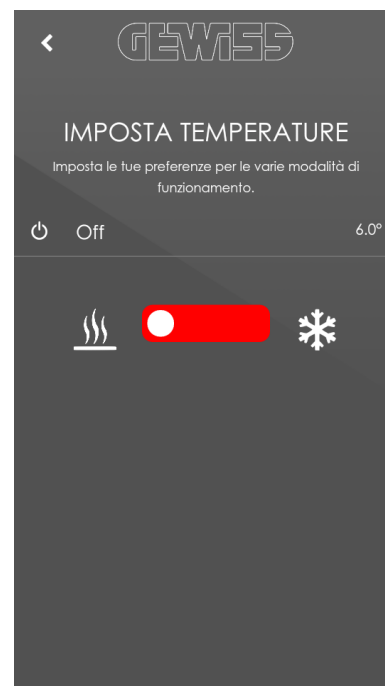 GEWISS
IMPOSTA TEMPERATURE
Imposta le tue preferenze per le varie modalità di
funzionamento.
Off 6.0°